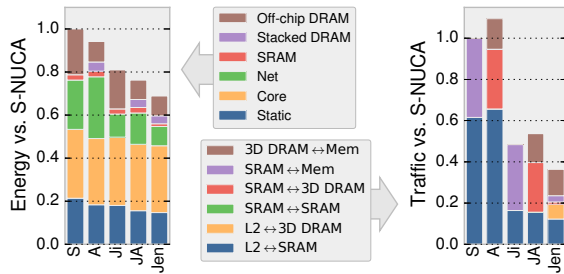 Energy vs. S-NUCA
1.0
0.8
0.6
0.4
0.2
0.0
S
A
Ji
JA
Jen
Off-chip DRAM
Stacked DRAM
SRAM
Net
Core
Static
3D DRAM↔Mem
SRAM↔Mem
SRAM↔3D DRAM
SRAM↔SRAM
L2↔3D DRAM
L2↔SRAM
Traffic vs. S-NUCA
1.0
0.8
0.6
0.4
0.2
0.0
S
A
Ji
JA
Jen